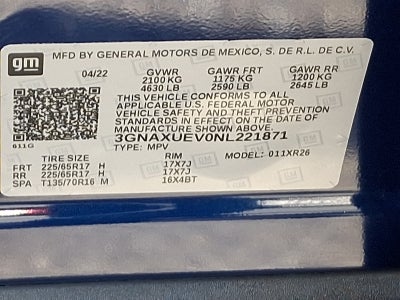 gm MFD BY GENERAL MOTORS DE MEXICO, S. DE R.L. DE C.V.
04/22 GVWR GAWR FRT GAWR RR
2100 KG 1175 KG 1200 KG
4630 LB 2590 LB 2645 LB
THIS VEHICLE CONFORMS TO ALL
APPLICABLE U.S. FEDERAL MOTOR
VEHICLE SAFETY AND THEFT PREVENTION
STANDARDS IN EFFECT ON THE DATE OF
MANUFACTURE SHOWN ABOVE.
3GNAXUEV0NL221871
611G TYPE: MPV MODEL: 011XR26
TIRE SIZE RIM
FRT 225/65R17 H 17X7J
RR 225/65R17 H 17X7J
SPA T135/70R16 M 16X4BT